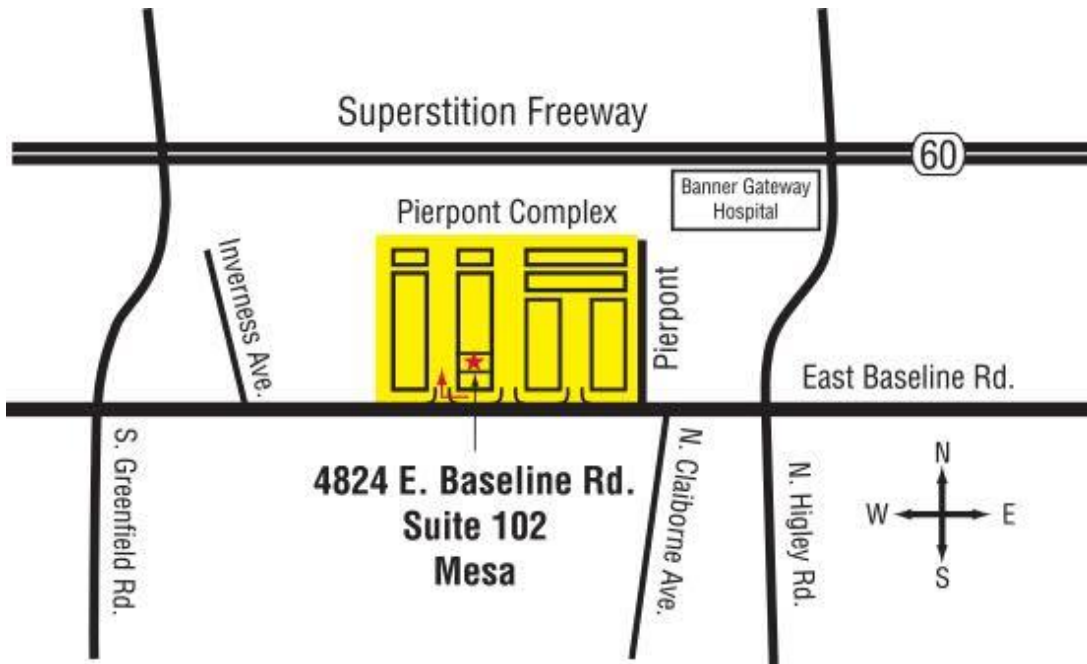 Superstition Freeway
60
Banner Gateway
Hospital
Pierpont Complex
Inverness Ave.
Pierpont
East Baseline Rd.
S. Greenfield Rd.
4824 E. Baseline Rd.
Suite 102
Mesa
N. Claiborne Ave.
N. Higley Rd.
N
W E
S